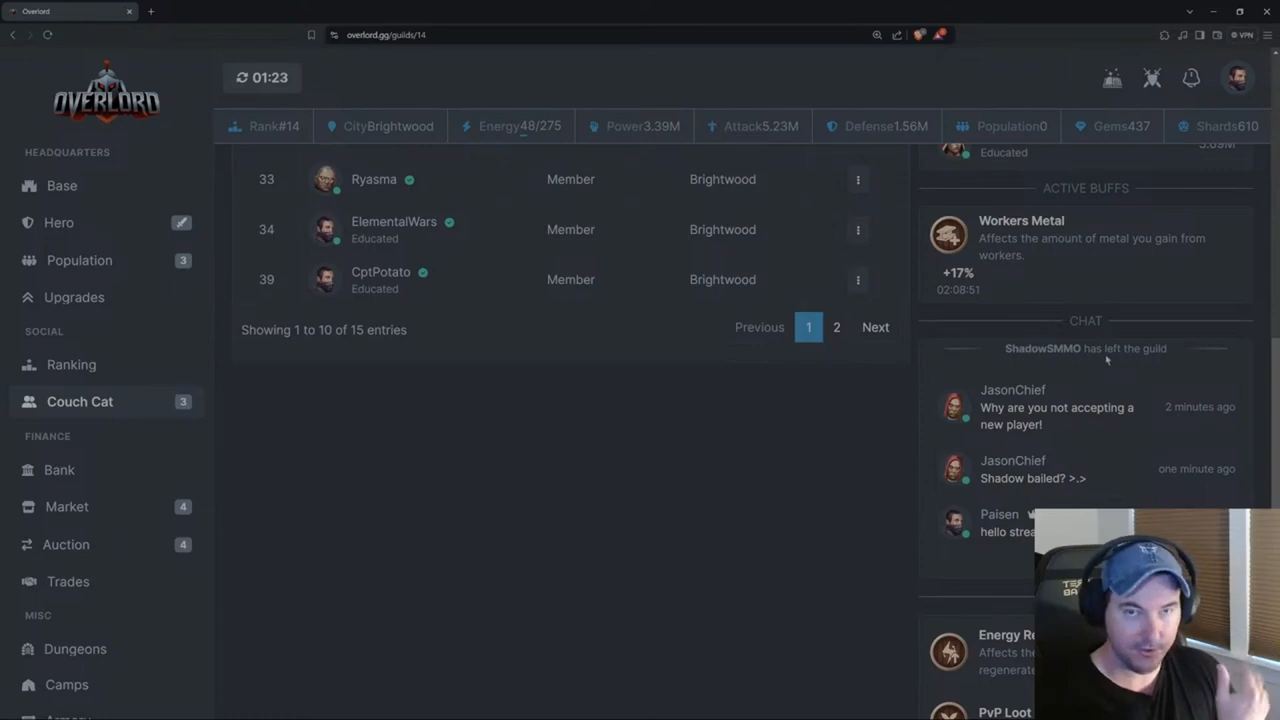 Overlord
overlord.gg/guilds/14
VPN
OVERLORD
01:23
Rank#14
CityBrightwood
Energy48/275
Power3.39M
Attack5.23M
Defense1.56M
Population0
Gems437
Shards610
HEADQUARTERS
Base
Hero
Population 3
Upgrades
SOCIAL
Ranking
Couch Cat 3
FINANCE
Bank
Market 4
Auction 4
Trades
MISC
Dungeons
Camps
33 Ryasma Member Brightwood
34 ElementalWars Member Brightwood
Educated
39 CptPotato Member Brightwood
Educated
Showing 1 to 10 of 15 entries
Previous 1 2 Next
Educated
ACTIVE BUFFS
Workers Metal
Affects the amount of metal you gain from
workers.
+17%
02:08:51
CHAT
ShadowSMMO has left the guild
JasonChief
Why are you not accepting a
new player!
2 minutes ago
JasonChief
Shadow bailed? >.>
one minute ago
Paisen
hello
Energy
Affects
regenerate
PvP Loot